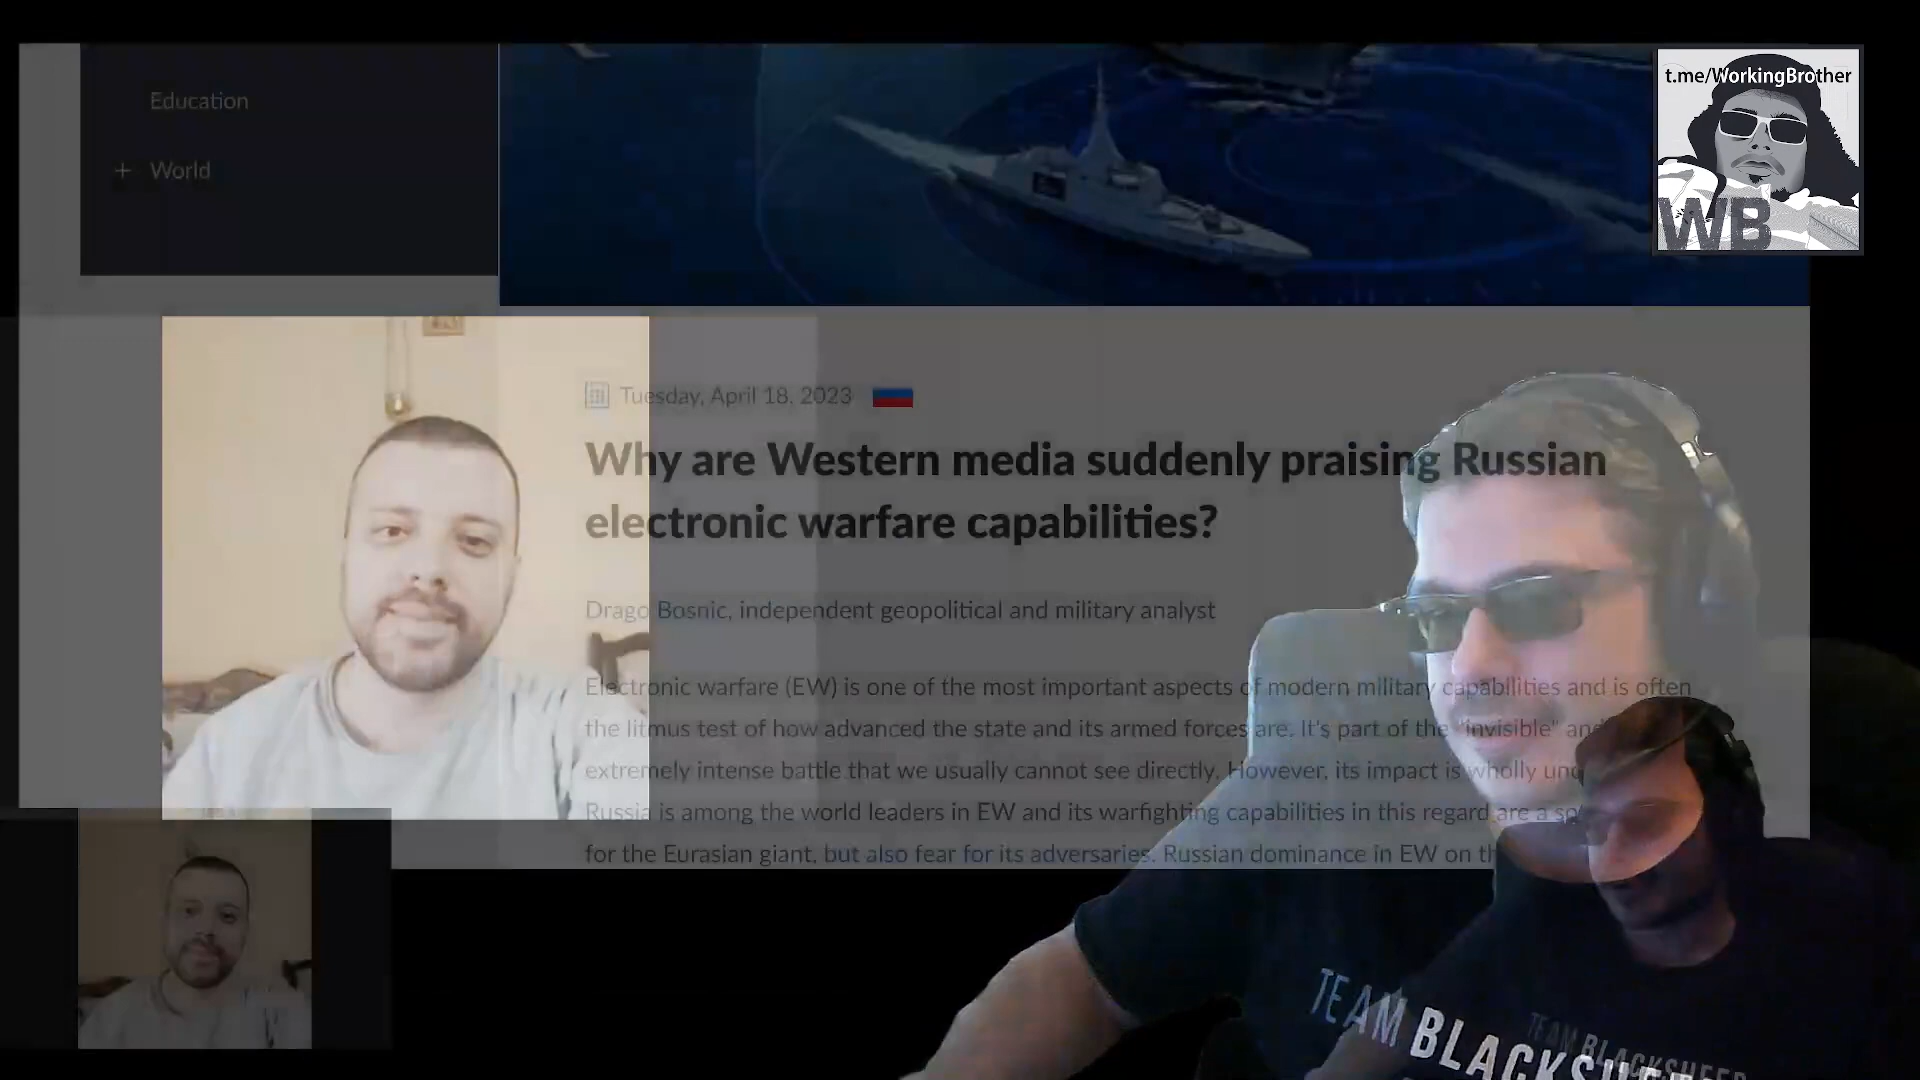 t.me/WorkingBrother
WB
Education
+ World
Tuesday, April 18, 2023
Why are Western media suddenly praising Russian
electronic warfare capabilities?
Drago Bosnic, independent geopolitical and military analyst
Electronic warfare (EW) is one of the most important aspects of modern military capabilities and is often
the litmus test of how advanced the state and its armed forces are. It's part of the "invisible" and
extremely intense battle that we usually cannot see directly. However, its impact is wholly
Russia is among the world leaders in EW and its warfighting capabilities in this regard are a
for the Eurasian giant, but also fear for its adversaries. Russian dominance in EW on
TEAM BLACKSHEEP
TEAM BLACKSHEEP